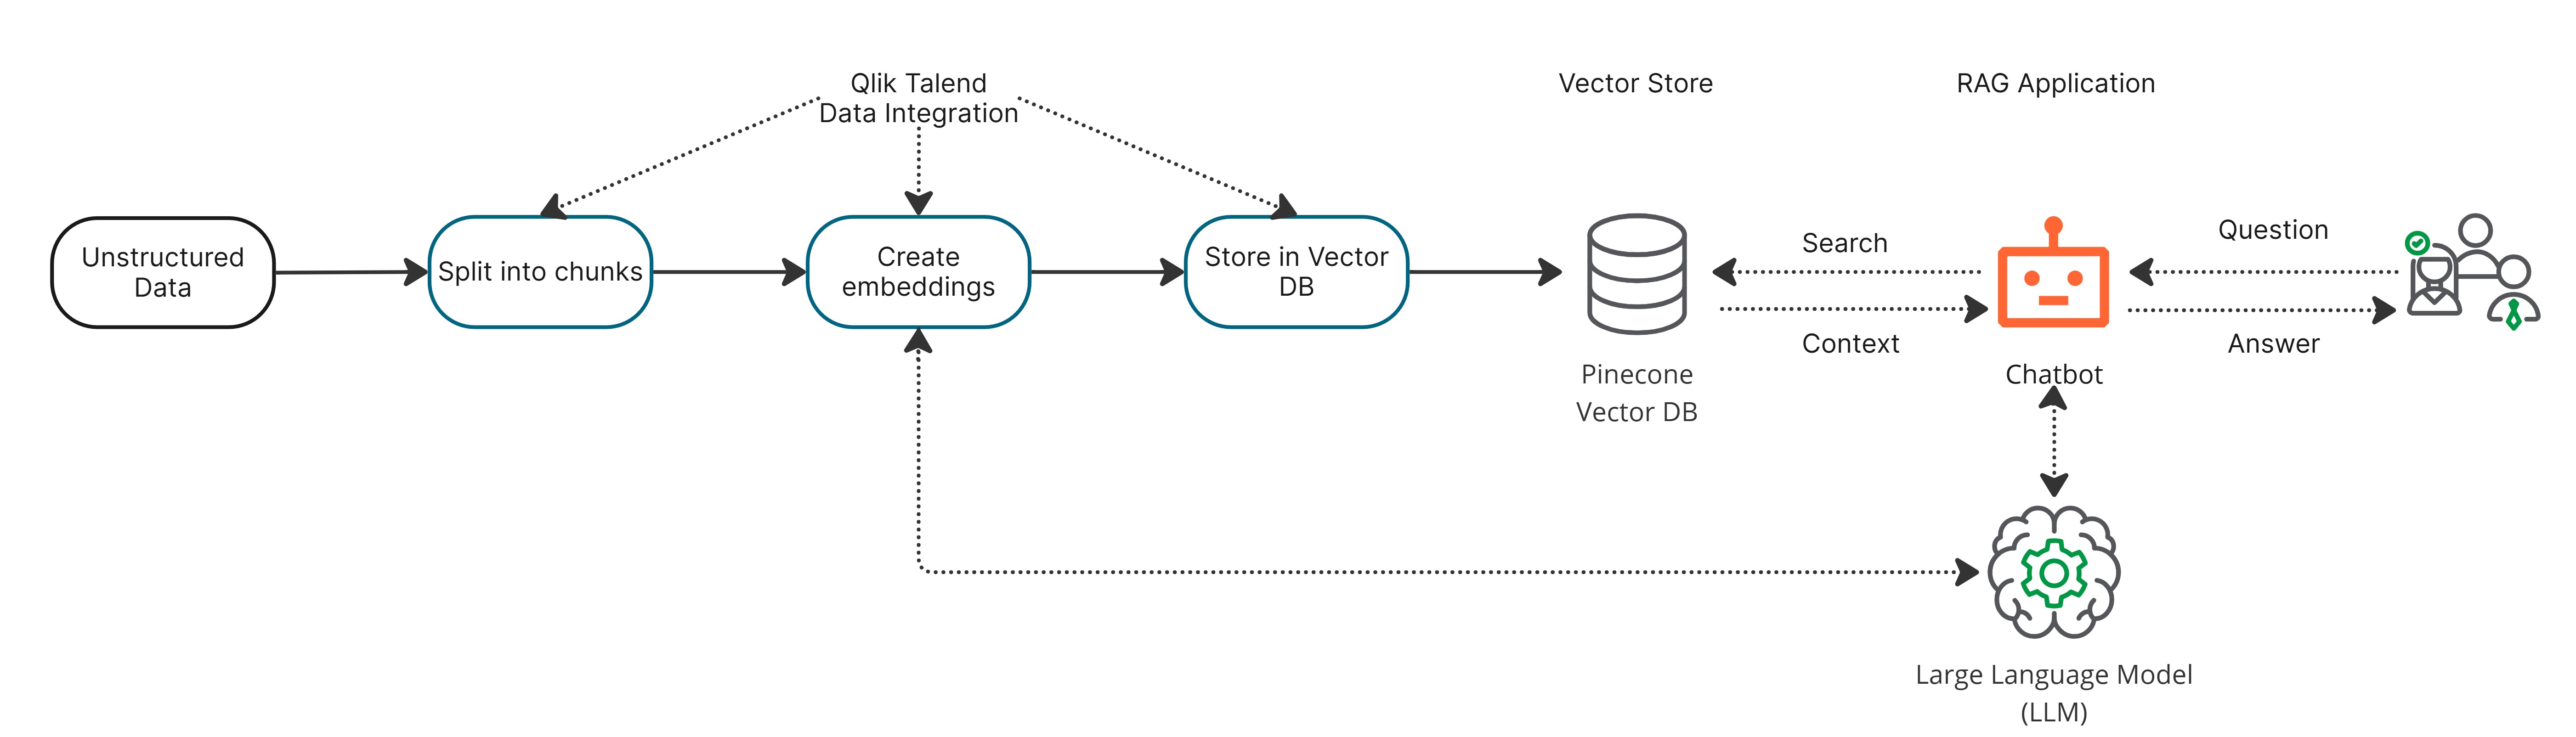 Qlik Talend
Data Integration
Vector Store
RAG Application
Unstructured
Data
Split into chunks
Create
embeddings
Store in Vector
DB
Search
Context
Question
Answer
Pinecone
Vector DB
Chatbot
Large Language Model
(LLM)